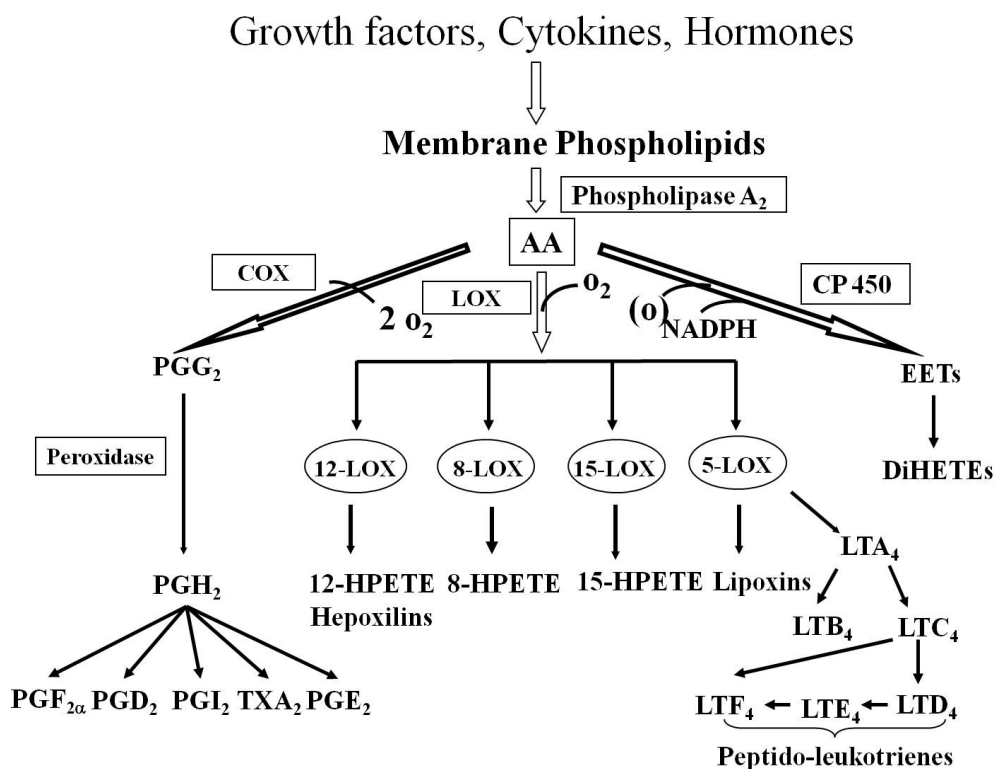 Growth factors, Cytokines, Hormones
Membrane Phospholipids
Phospholipase A₂
AA
COX
2 o₂
LOX
o₂
(o)
NADPH
CP 450
PGG₂
EETs
Peroxidase
12-LOX
8-LOX
15-LOX
5-LOX
DiHETEs
LTA₄
PGH₂
12-HPETE
Hepoxilins
8-HPETE
15-HPETE
Lipoxins
LTB₄
LTC₄
PGF₂α
PGD₂
PGI₂
TXA₂
PGE₂
LTF₄
LTE₄
LTD₄
Peptido-leukotrienes